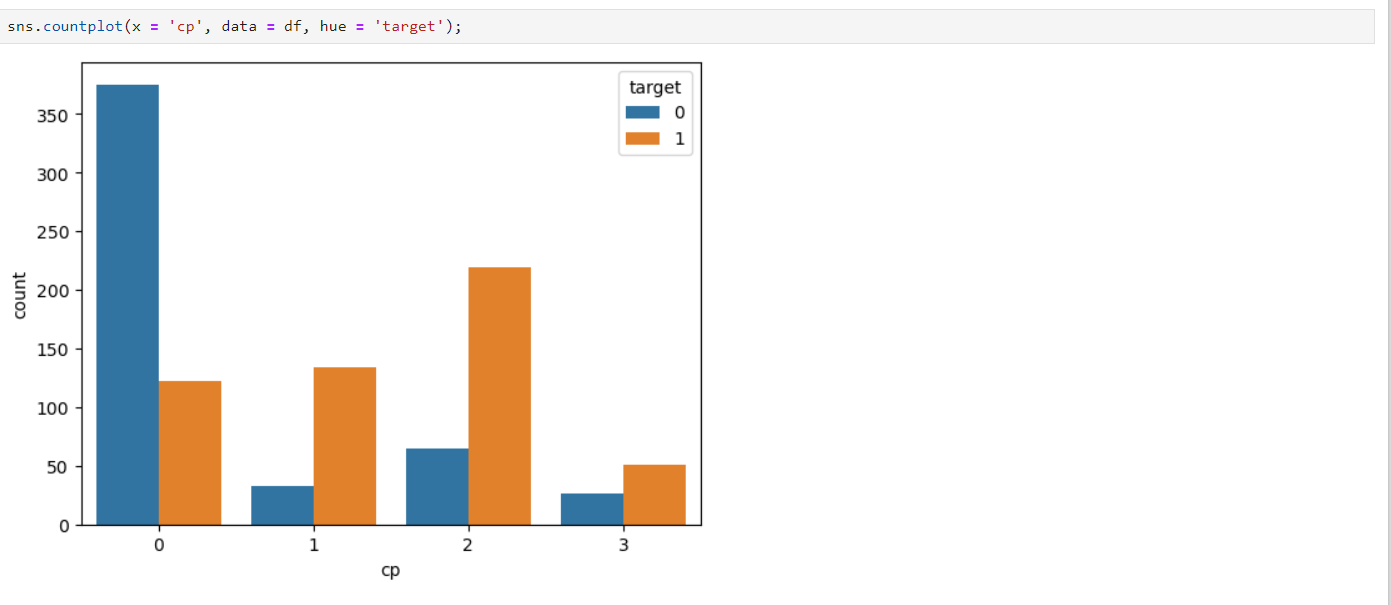 sns.countplot(x = 'cp', data = df, hue = 'target');
target
0
1
350
300
250
200
150
100
50
0
count
0 1 2 3
cp